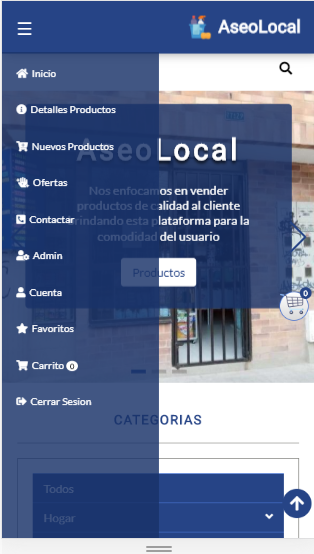 AseoLocal
Inicio
Detalles Productos
Nuevos Productos
Ofertas
Contactar
Admin
Cuenta
Favoritos
Carrito 0
Cerrar Sesion
AseoLocal
Nos enfocamos en vender
productos de calidad al cliente
rindando esta plataforma para la
comodidad del usuario
Productos
0
CATEGORIAS
Todos
Hogar